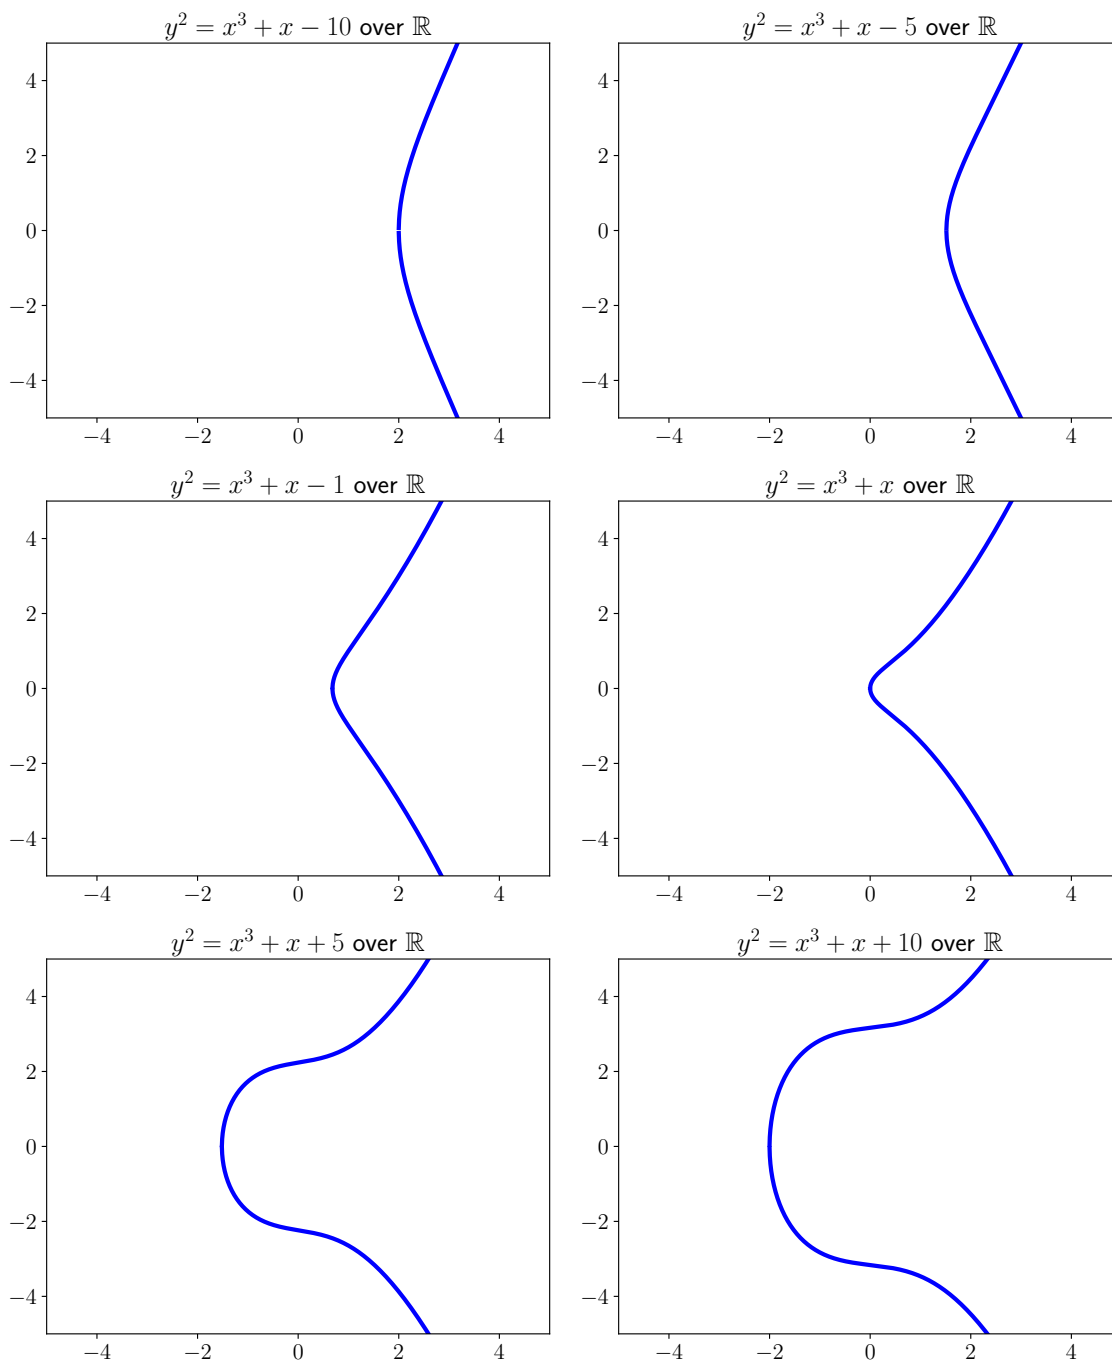 y² = x³ + x − 10 over ℝ
4
2
0
−2
−4
−4 −2 0 2 4
y² = x³ + x − 5 over ℝ
4
2
0
−2
−4
−4 −2 0 2 4
y² = x³ + x − 1 over ℝ
4
2
0
−2
−4
−4 −2 0 2 4
y² = x³ + x over ℝ
4
2
0
−2
−4
−4 −2 0 2 4
y² = x³ + x + 5 over ℝ
4
2
0
−2
−4
−4 −2 0 2 4
y² = x³ + x + 10 over ℝ
4
2
0
−2
−4
−4 −2 0 2 4